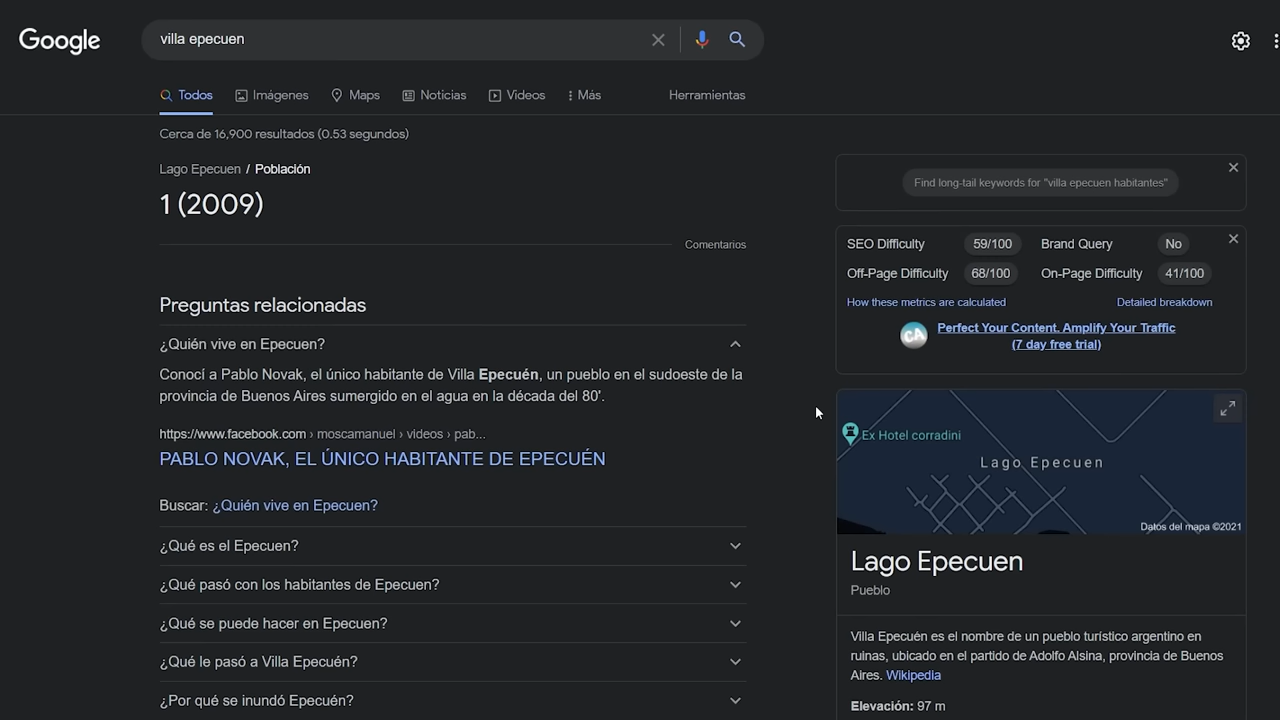 Google
villa epecuen
Todos
Imágenes
Maps
Noticias
Videos
Más
Herramientas
Cerca de 16,900 resultados (0.53 segundos)
Lago Epecuen / Población
1 (2009)
Comentarios
Preguntas relacionadas
¿Quién vive en Epecuen?
Conocí a Pablo Novak, el único habitante de Villa Epecuén, un pueblo en el sudoeste de la
provincia de Buenos Aires sumergido en el agua en la década del 80'.
https://www.facebook.com › moscamanuel › videos › pab...
PABLO NOVAK, EL ÚNICO HABITANTE DE EPECUÉN
Buscar: ¿Quién vive en Epecuen?
¿Qué es el Epecuen?
¿Qué pasó con los habitantes de Epecuen?
¿Qué se puede hacer en Epecuen?
¿Qué le pasó a Villa Epecuén?
¿Por qué se inundó Epecuén?
Find long-tail keywords for "villa epecuen habitantes"
SEO Difficulty 59/100 Brand Query No
Off-Page Difficulty 68/100 On-Page Difficulty 41/100
How these metrics are calculated Detailed breakdown
CA
Perfect Your Content. Amplify Your Traffic
(7 day free trial)
Ex Hotel corradini
Lago Epecuen
Datos del mapa ©2021
Lago Epecuen
Pueblo
Villa Epecuén es el nombre de un pueblo turístico argentino en
ruinas, ubicado en el partido de Adolfo Alsina, provincia de Buenos
Aires. Wikipedia
Elevación: 97 m